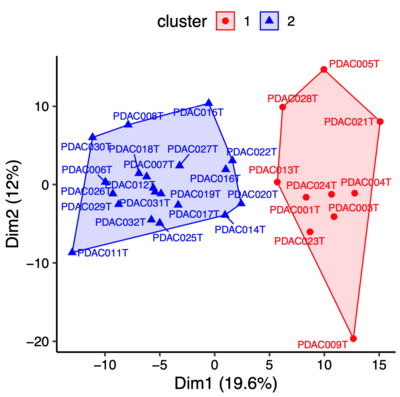 cluster 1 2
PDAC005T
PDAC028T
PDAC015T
PDAC008T
PDAC021T
PDAC030T
PDAC018T
PDAC027T
PDAC022T
PDAC007T
PDAC006T
PDAC016T
PDAC013T
PDAC012T
PDAC024T
PDAC004T
PDAC026T
PDAC019T
PDAC020T
PDAC029T
PDAC031T
PDAC001T
PDAC003T
PDAC017T
PDAC032T
PDAC014T
PDAC023T
PDAC025T
PDAC011T
PDAC009T
10
0
−10
−20
−10
−5
0
5
10
15
Dim1 (19.6%)
Dim2 (12%)